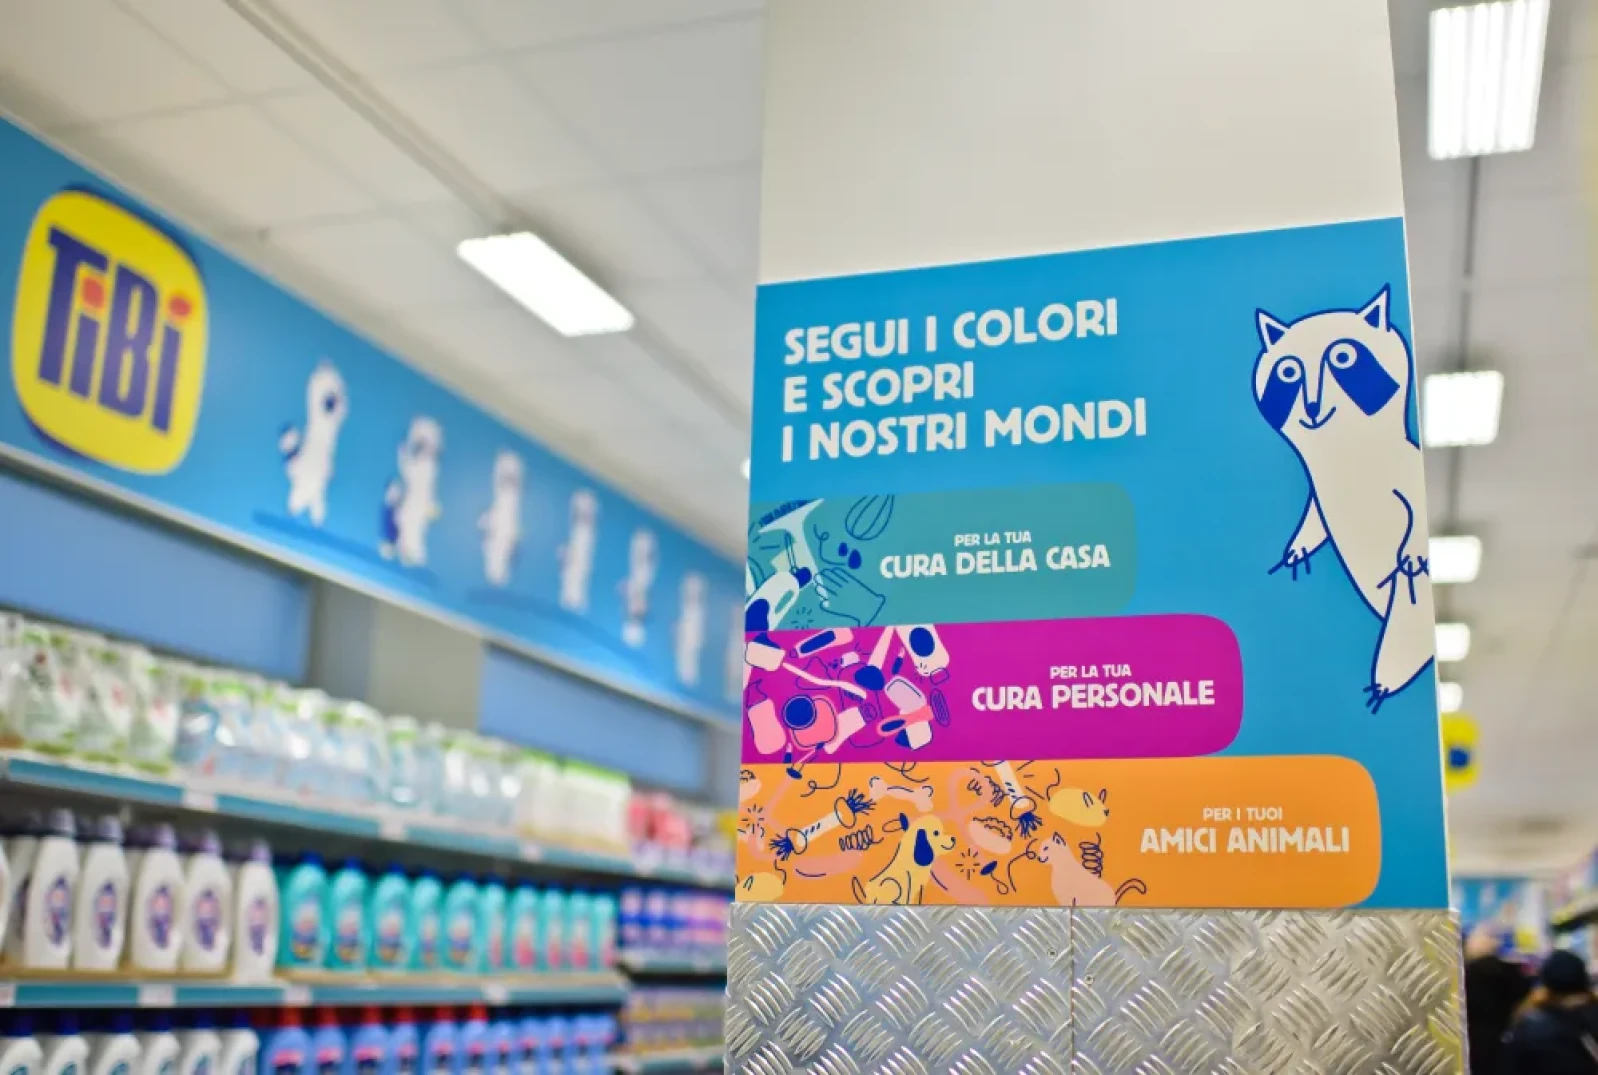 TiBi
SEGUI I COLORI
E SCOPRI
I NOSTRI MONDI
PER LA TUA
CURA DELLA CASA
PER LA TUA
CURA PERSONALE
PER I TUOI
AMICI ANIMALI